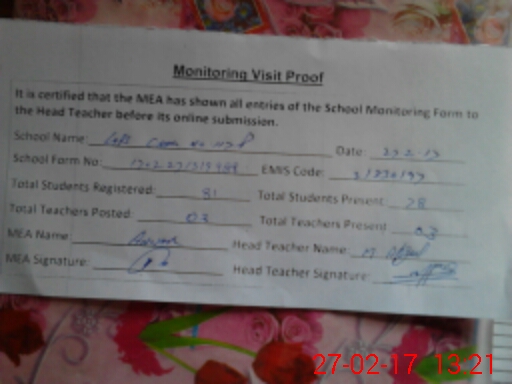 Monitoring Visit Proof
It is certified that the MEA has shown all entries of the School Monitoring Form to
the Head Teacher before its online submission.
School Name: Date:
School Form No: EMIS Code:
Total Students Registered: 31 Total Students Present 28
Total Teachers Posted: 03 Total Teachers Present 03
MEA Name: Head Teacher Name: M
MEA Signature: Head Teacher Signature:
27-02-17 13:21